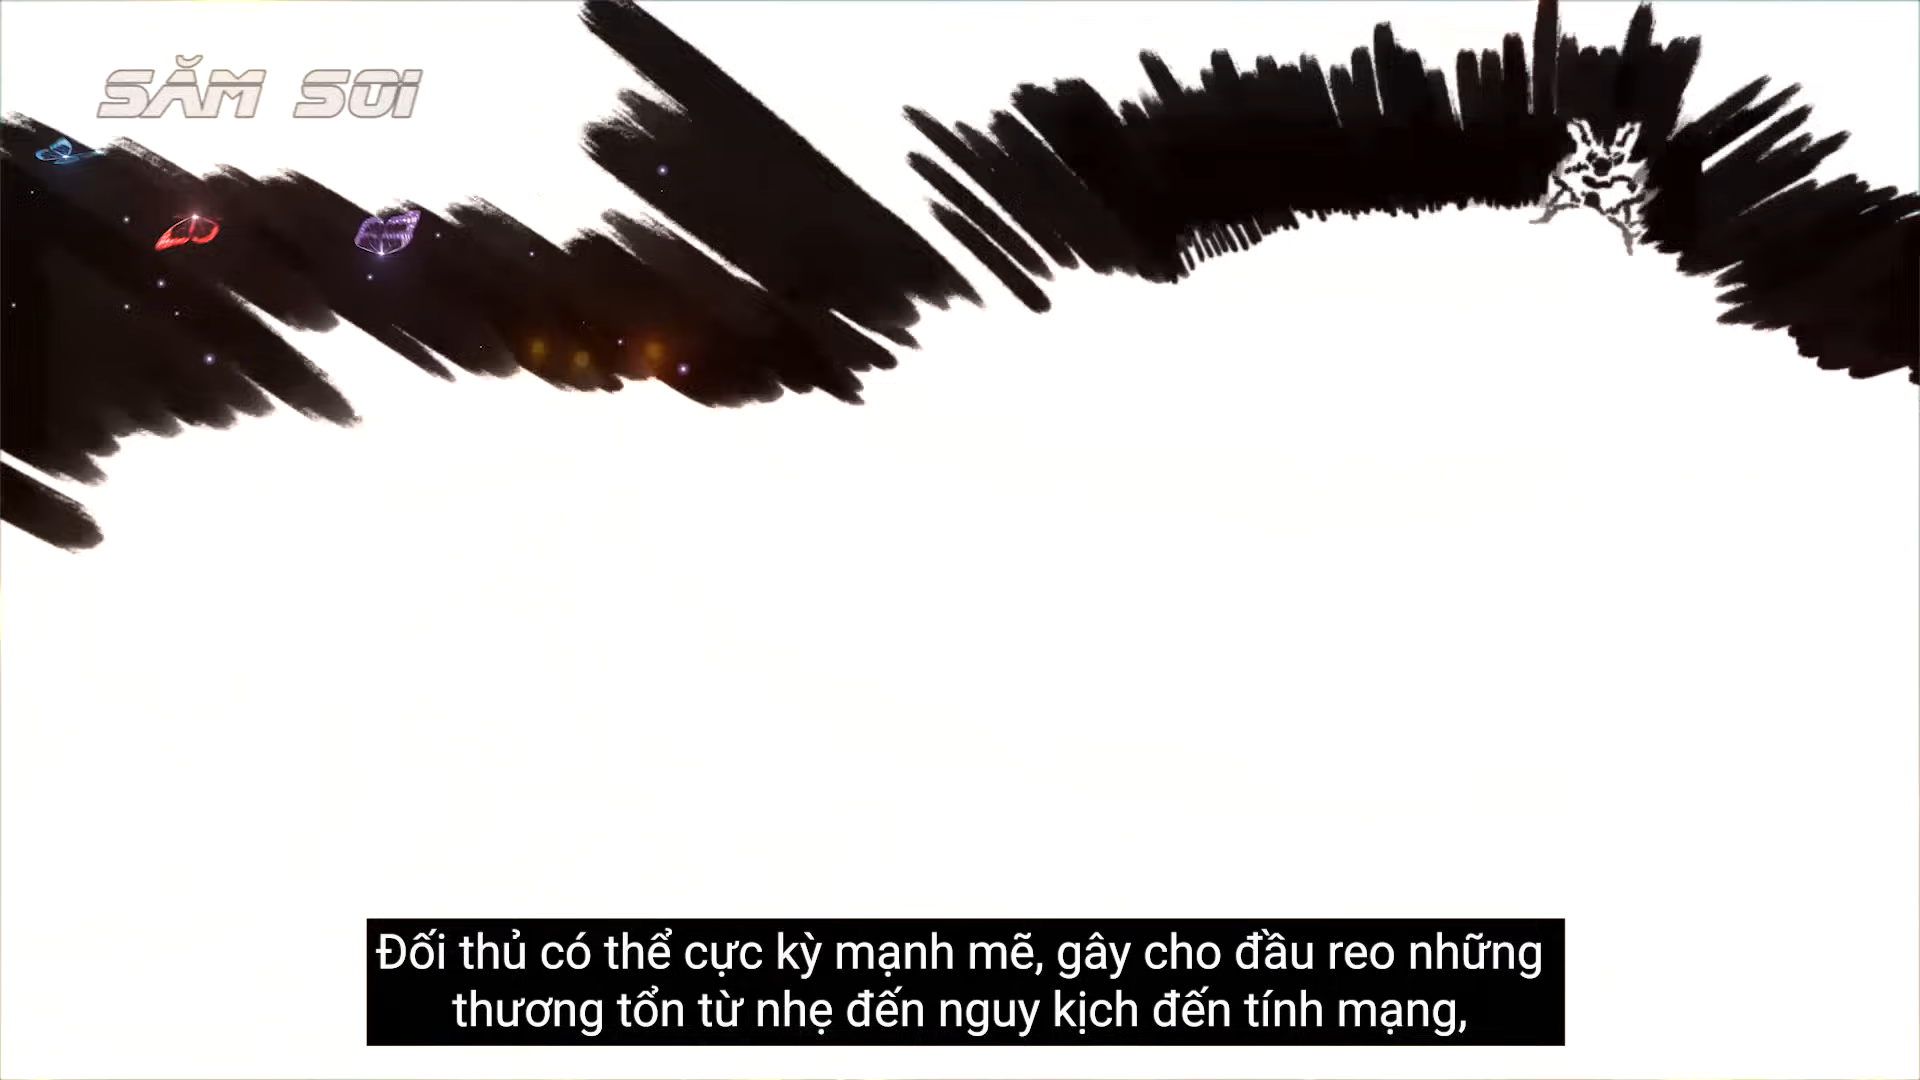 SĂM SOI
Đối thủ có thể cực kỳ mạnh mẽ, gây cho đầu reo những
thương tổn từ nhẹ đến nguy kịch đến tính mạng,